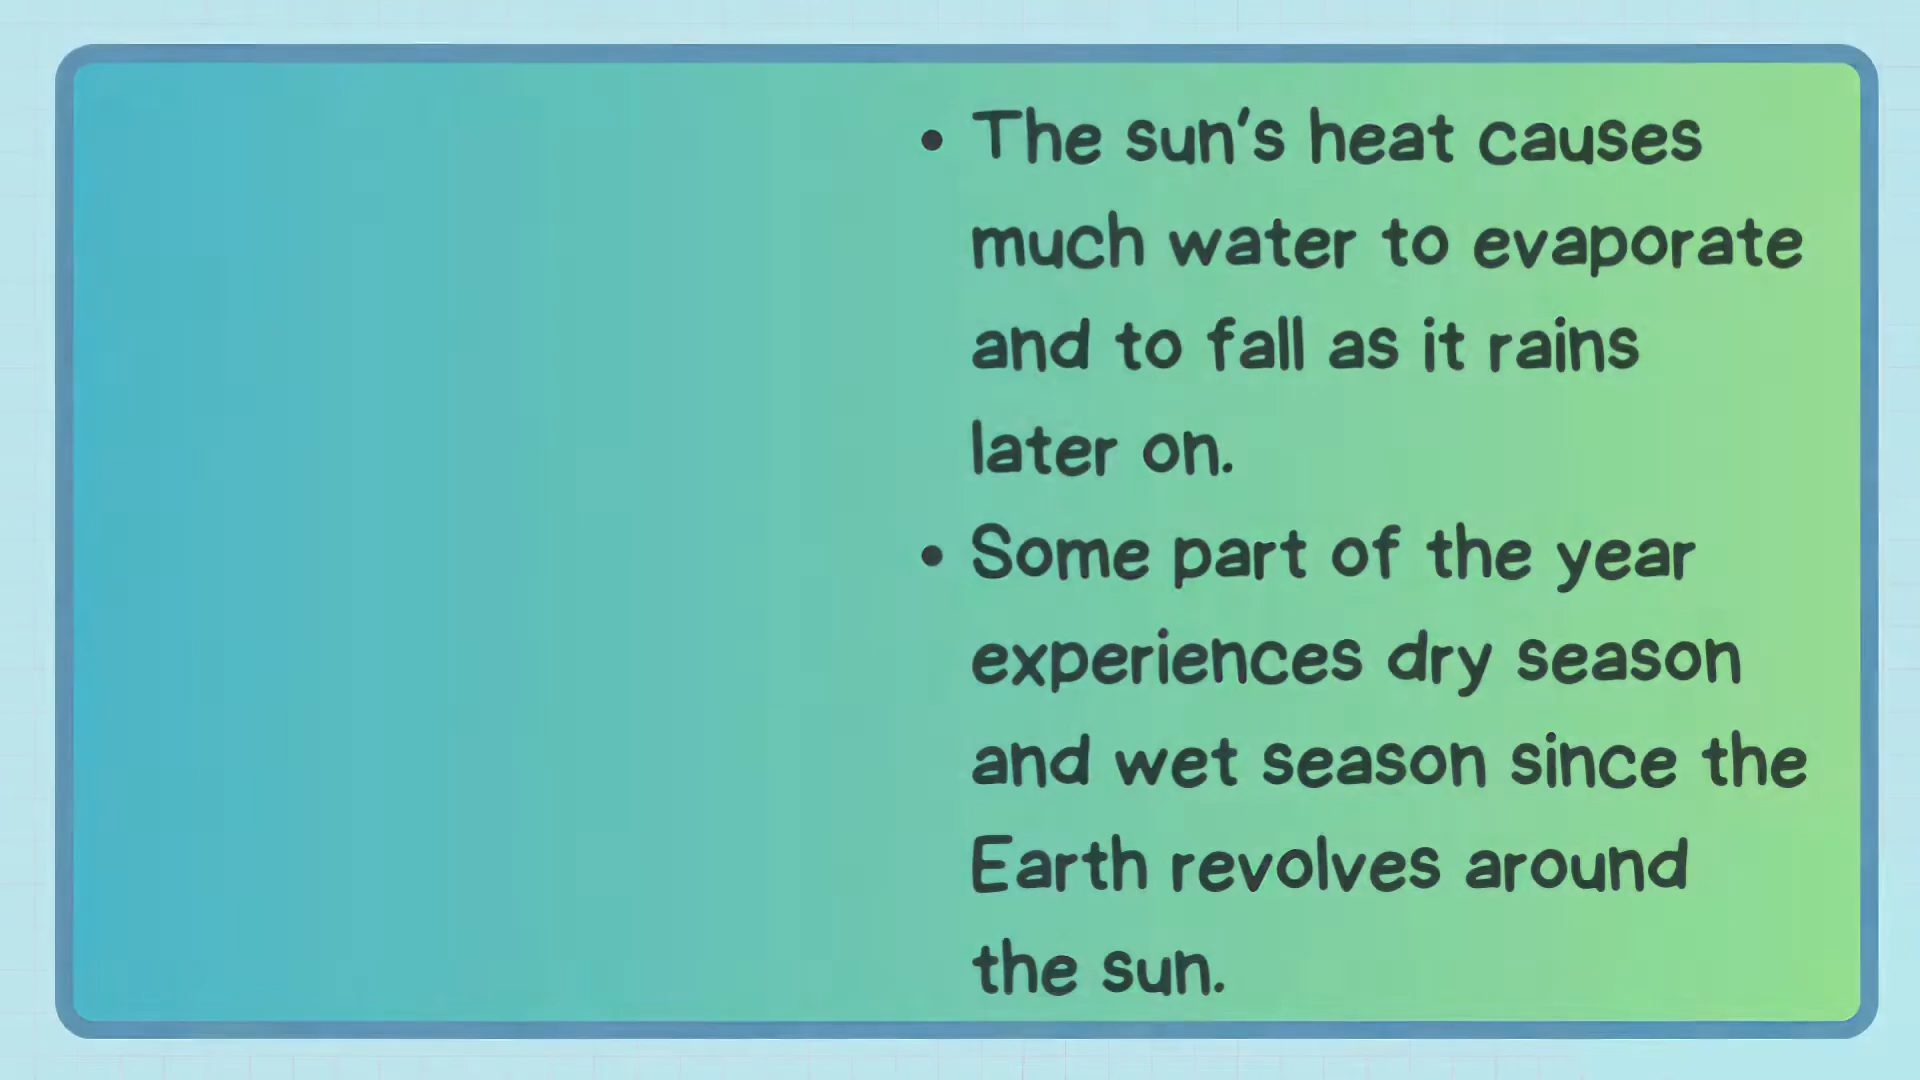 • The sun's heat causes
much water to evaporate
and to fall as it rains
later on.
• Some part of the year
experiences dry season
and wet season since the
Earth revolves around
the sun.